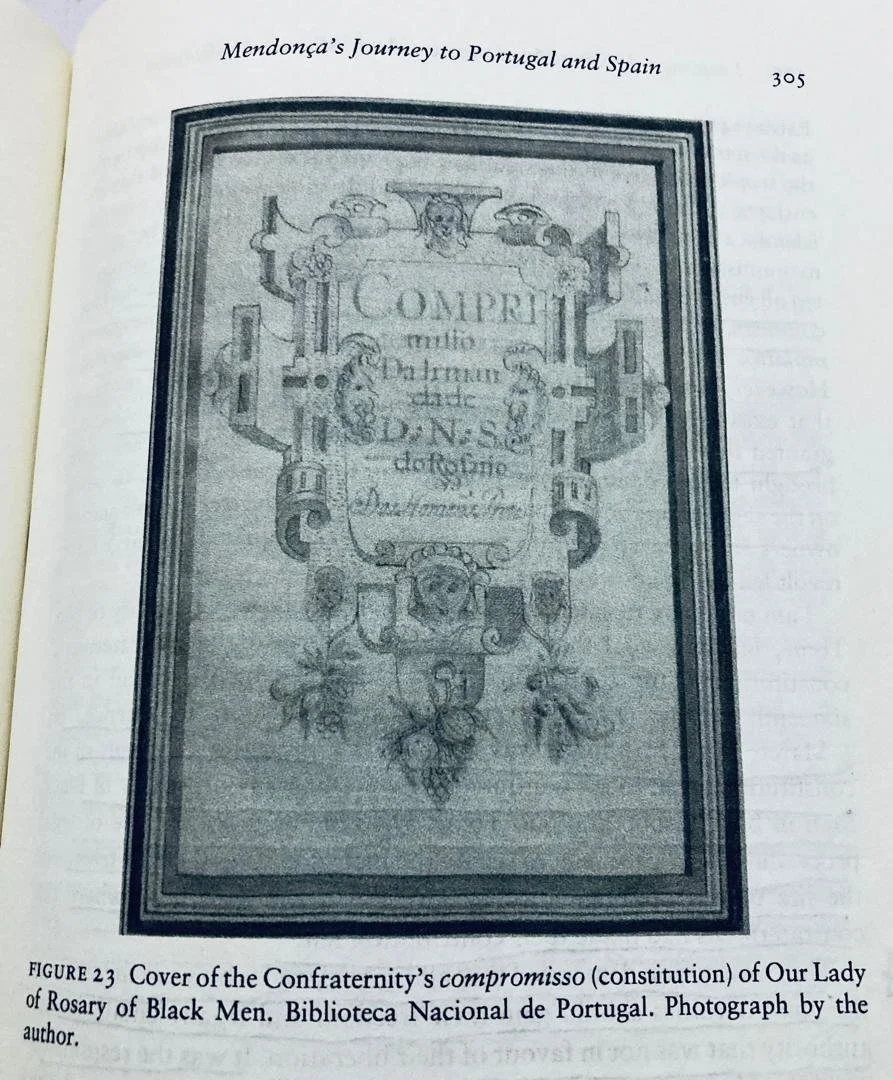 Mendonça's Journey to Portugal and Spain
305
COMPRI
misso
Da Irman
dade
D. N. S.
do Rosario
Dos Homens
FIGURE 23 Cover of the Confraternity's compromisso (constitution) of Our Lady
of Rosary of Black Men. Biblioteca Nacional de Portugal. Photograph by the
author.